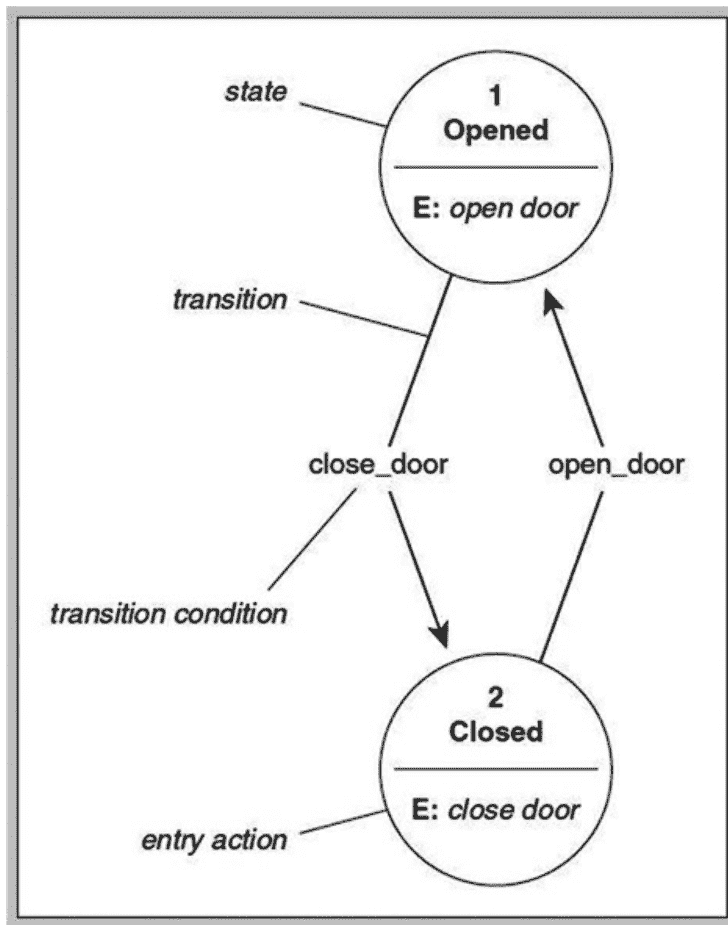 state
1
Opened
E: open door
transition
close_door
open_door
transition condition
2
Closed
E: close door
entry action